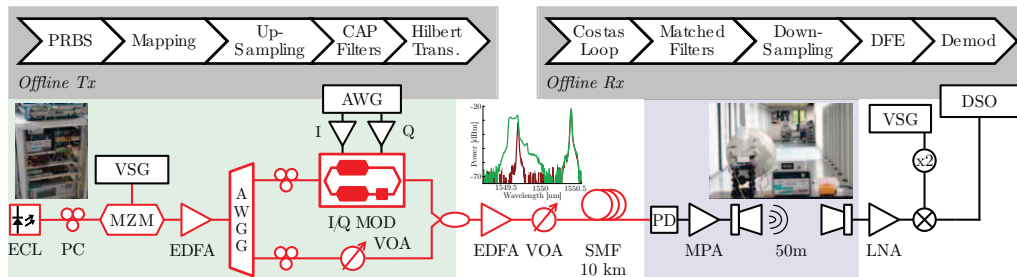 PRBS
Mapping
Up-
Sampling
CAP
Filters
Hilbert
Trans.
Offline Tx
Costas
Loop
Matched
Filters
Down-
Sampling
DFE
Demod
Offline Rx
AWG
I
Q
VSG
MZM
ECL
PC
EDFA
AWGG
I/Q MOD
VOA
-20
Power [dBm]
-70
1549.5
1550
1550.5
Wavelength [nm]
EDFA
VOA
SMF
10 km
PD
MPA
50m
LNA
VSG
x2
DSO